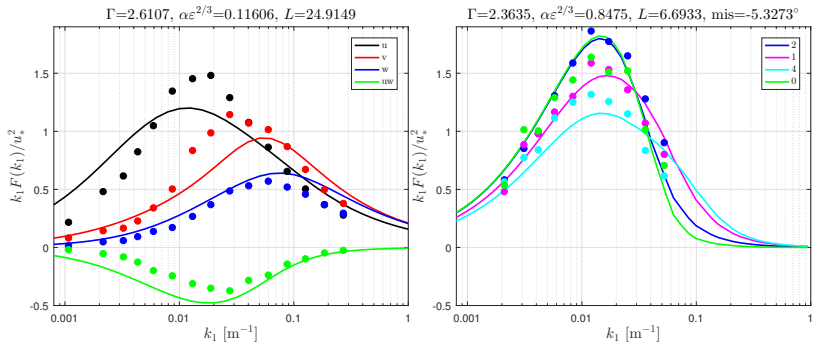 Γ=2.6107, αε^{2/3}=0.11606, L=24.9149
k₁F(k₁)/u²_*
1.5
1
0.5
0
-0.5
u
v
w
uw
0.001
0.01
0.1
1
k₁ [m⁻¹]
Γ=2.3635, αε^{2/3}=0.8475, L=6.6933, mis=-5.3273°
k₁F(k₁)/u²_*
1.5
1
0.5
0
-0.5
2
1
4
0
0.001
0.01
0.1
1
k₁ [m⁻¹]